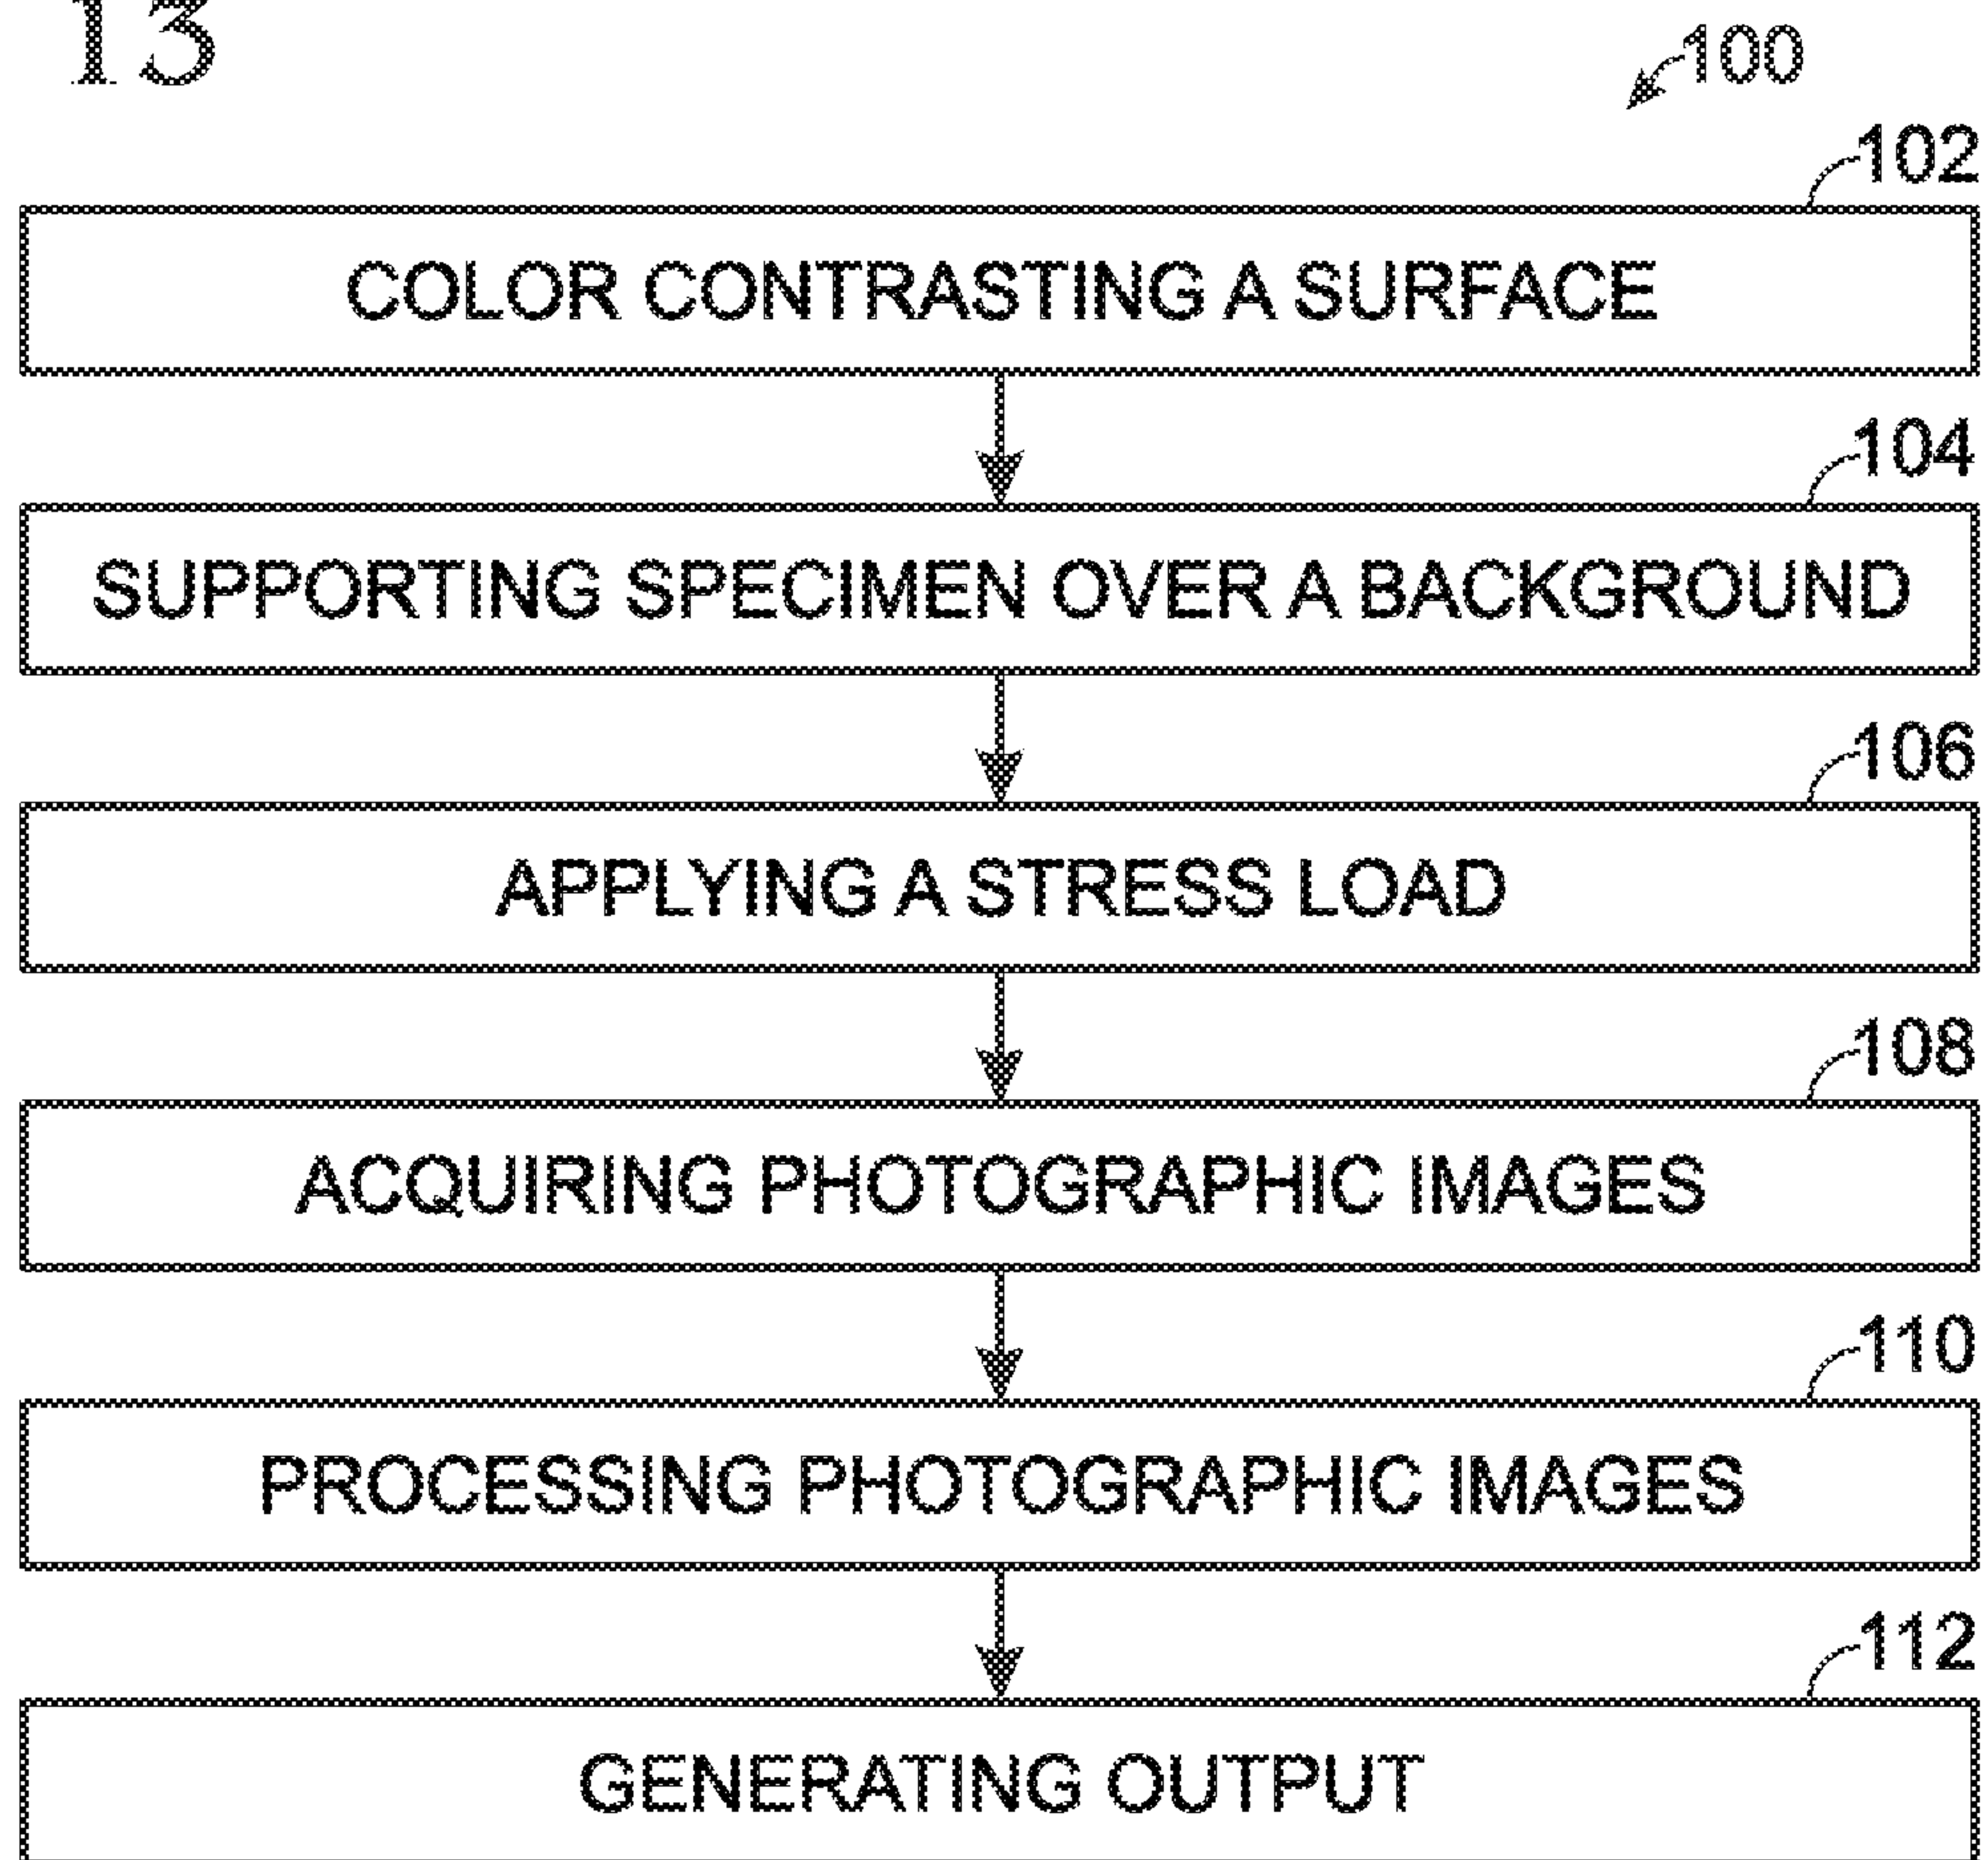 13
100
102
COLOR CONTRASTING A SURFACE
104
SUPPORTING SPECIMEN OVER A BACKGROUND
106
APPLYING A STRESS LOAD
108
ACQUIRING PHOTOGRAPHIC IMAGES
110
PROCESSING PHOTOGRAPHIC IMAGES
112
GENERATING OUTPUT